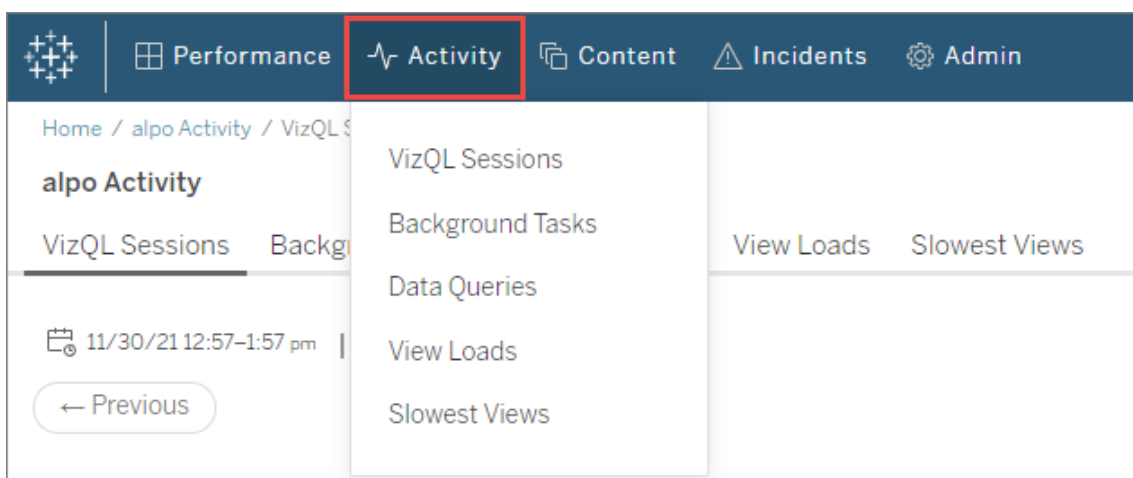 Performance Activity Content Incidents Admin
Home / alpo Activity / VizQL
alpo Activity
VizQL Sessions View Loads Slowest Views
11/30/21 12:57–1:57 pm |
← Previous
VizQL Sessions
Background Tasks
Data Queries
View Loads
Slowest Views